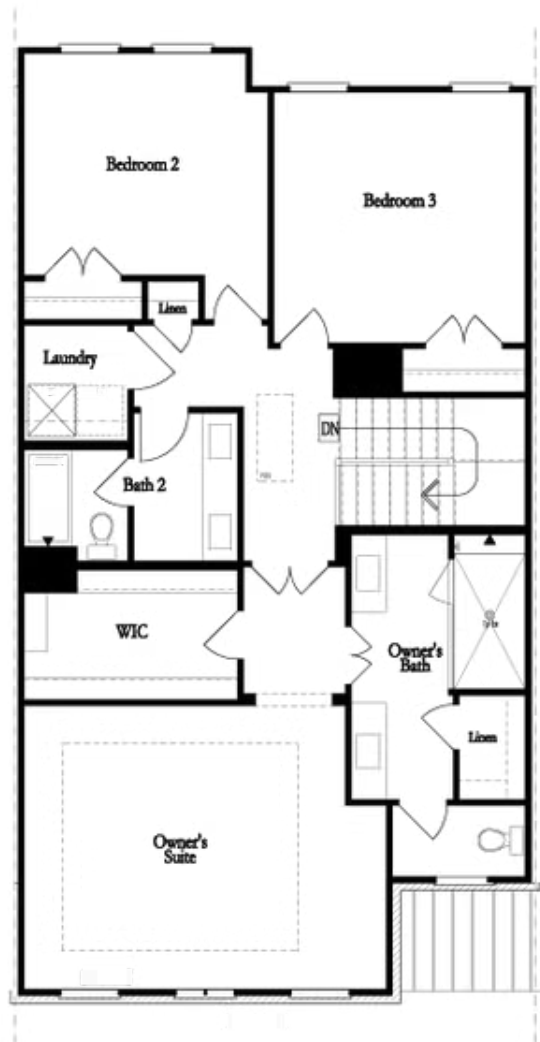 Bedroom 2
Bedroom 3
Linen
Laundry
DN
Bath 2
WIC
Owner's
Bath
Linen
Owner's
Suite